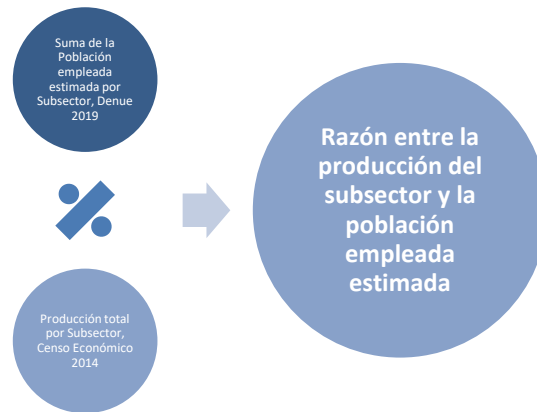 Suma de la
Población
empleada
estimada por
Subsector, Denue
2019
Producción total
por Subsector,
Censo Económico
2014
Razón entre la
producción del
subsector y la
población
empleada
estimada